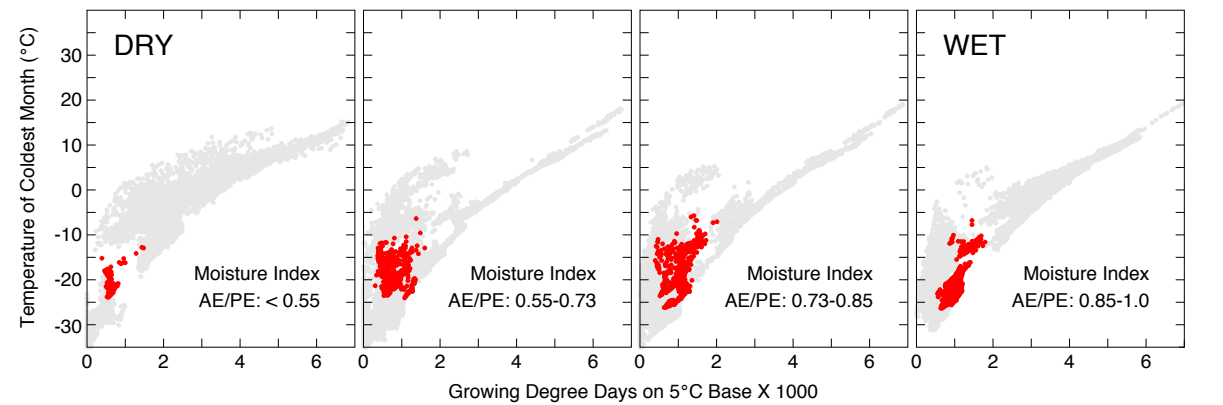 Temperature of Coldest Month (°C)
30
20
10
0
-10
-20
-30
DRY
Moisture Index
AE/PE: < 0.55
0 2 4 6
Moisture Index
AE/PE: 0.55-0.73
0 2 4 6
Moisture Index
AE/PE: 0.73-0.85
0 2 4 6
WET
Moisture Index
AE/PE: 0.85-1.0
0 2 4 6
Growing Degree Days on 5°C Base X 1000